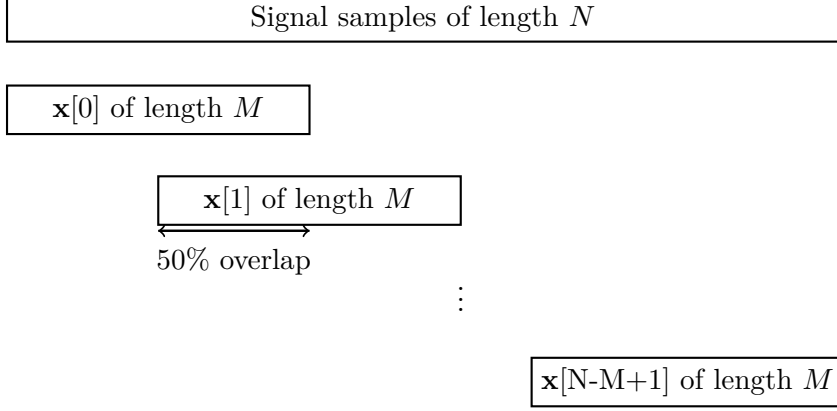 Signal samples of length N
x[0] of length M
x[1] of length M
50% overlap
⋮
x[N-M+1] of length M